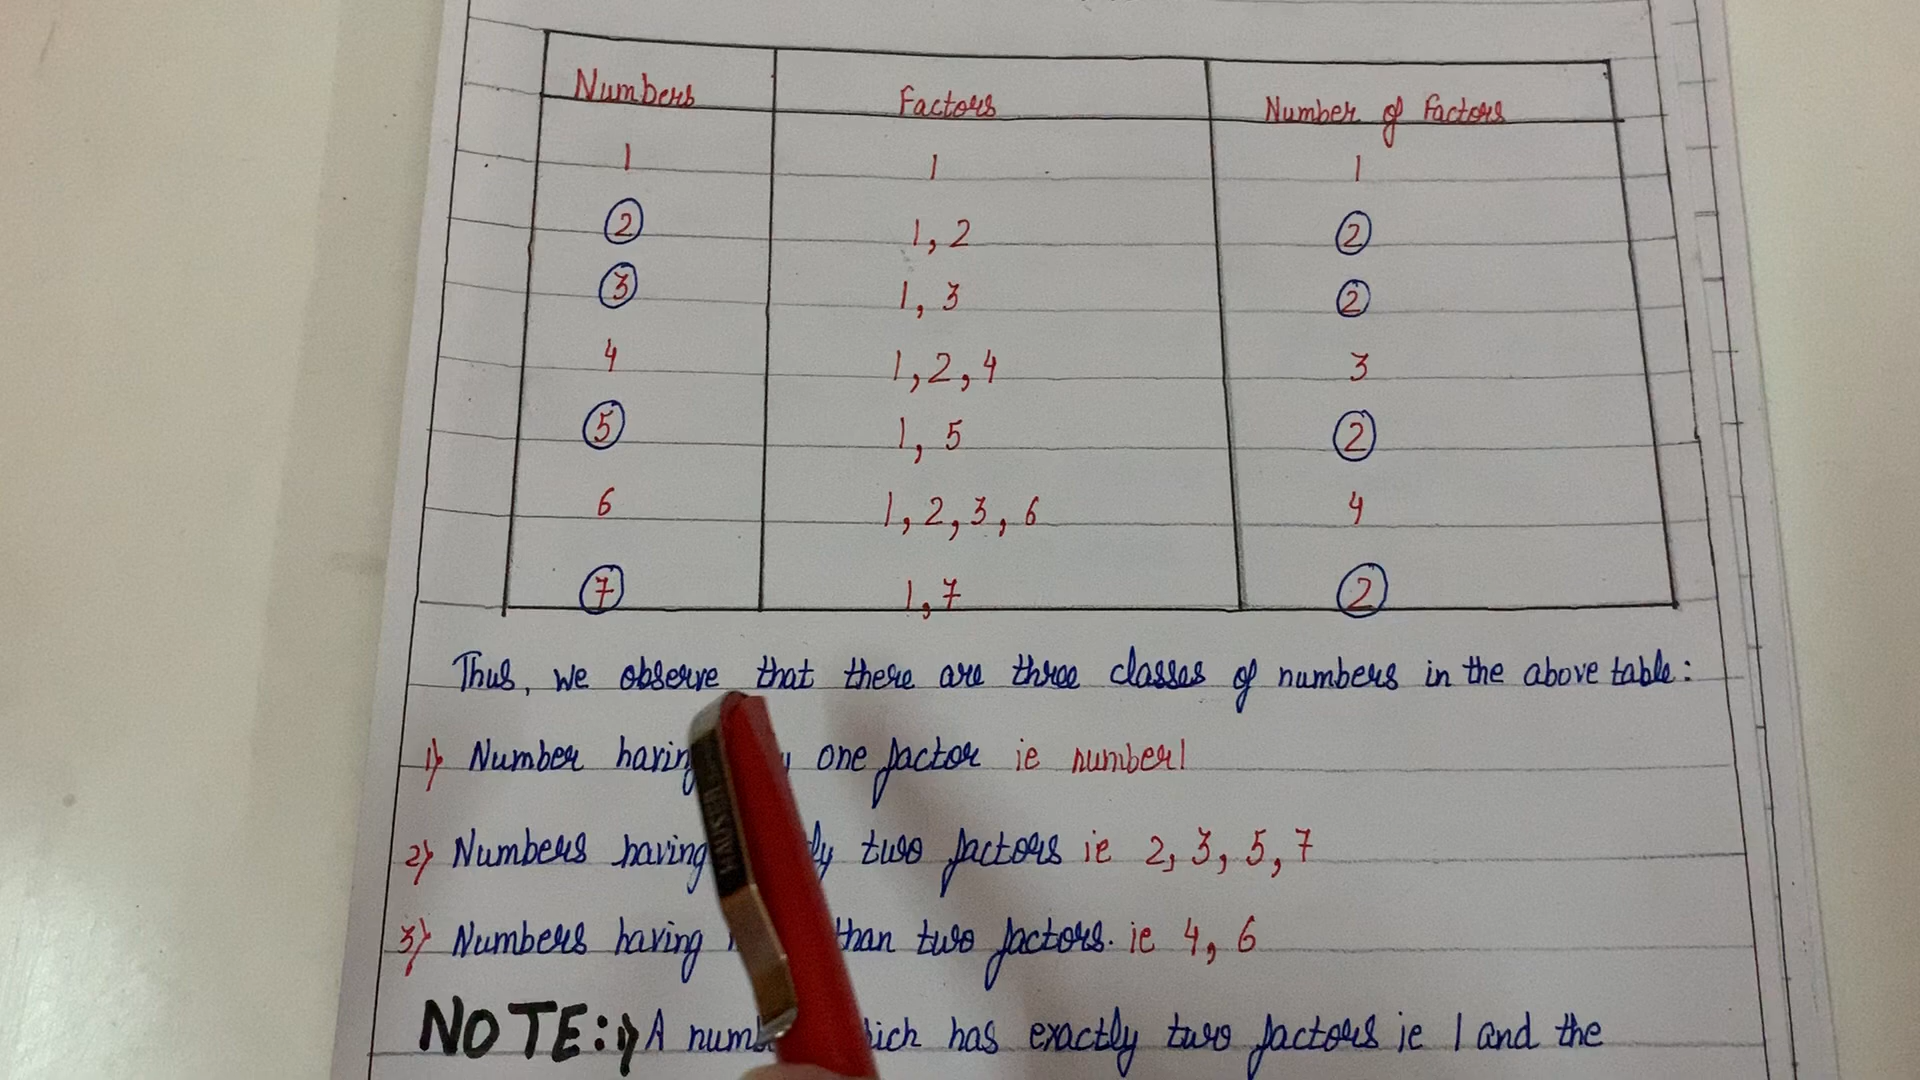 Numbers Factors Number of Factors
1 1 1
2 1, 2 2
3 1, 3 2
4 1, 2, 4 3
5 1, 5 2
6 1, 2, 3, 6 4
7 1, 7 2
Thus, we observe that there are three classes of numbers in the above table:
1) Number having one factor ie number 1
2) Numbers having two factors ie 2, 3, 5, 7
3) Numbers having than two factors. ie 4, 6
NOTE: 1) A has exactly two factors ie 1 and the